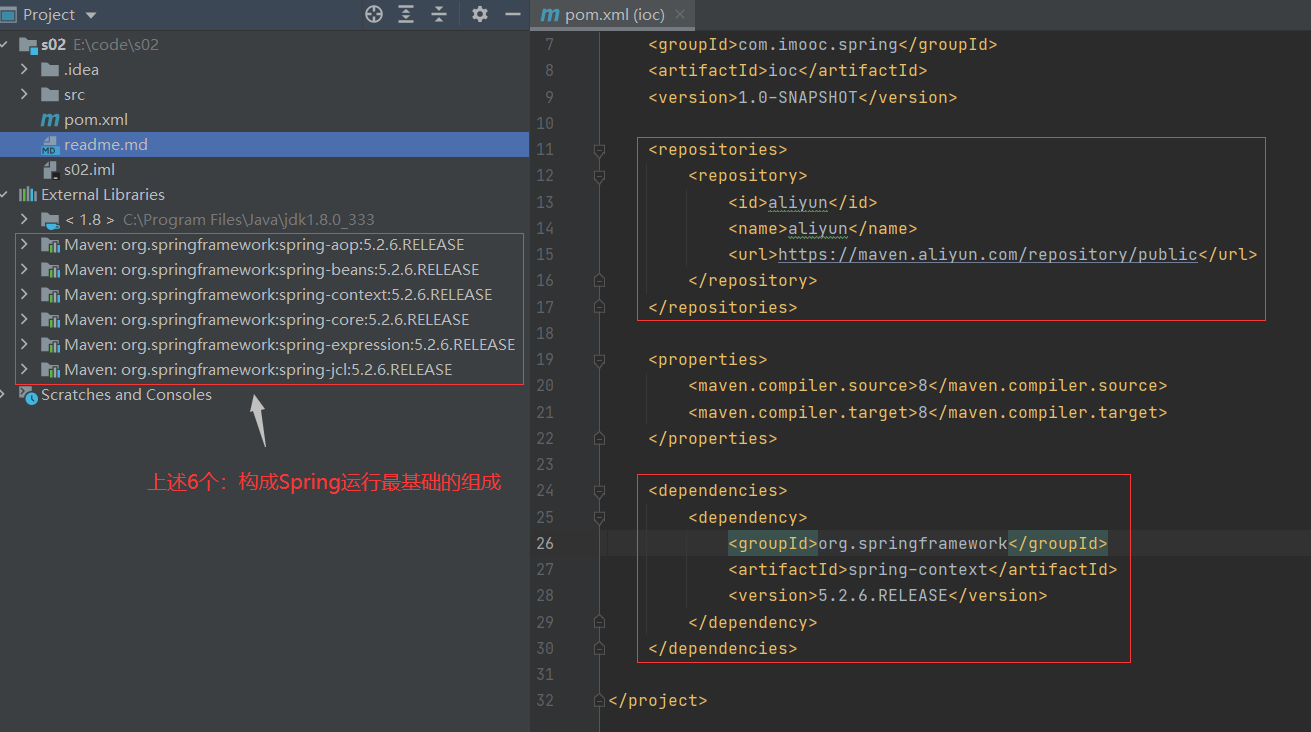 Project
s02 E:\code\s02
.idea
src
pom.xml
readme.md
s02.iml
External Libraries
< 1.8 > C:\Program Files\Java\jdk1.8.0_333
Maven: org.springframework:spring-aop:5.2.6.RELEASE
Maven: org.springframework:spring-beans:5.2.6.RELEASE
Maven: org.springframework:spring-context:5.2.6.RELEASE
Maven: org.springframework:spring-core:5.2.6.RELEASE
Maven: org.springframework:spring-expression:5.2.6.RELEASE
Maven: org.springframework:spring-jcl:5.2.6.RELEASE
Scratches and Consoles
上述6个：构成Spring运行最基础的组成
pom.xml (ioc)
7 <groupId>com.imooc.spring</groupId>
8 <artifactId>ioc</artifactId>
9 <version>1.0-SNAPSHOT</version>
10
11 <repositories>
12 <repository>
13 <id>aliyun</id>
14 <name>aliyun</name>
15 <url>https://maven.aliyun.com/repository/public</url>
16 </repository>
17 </repositories>
18
19 <properties>
20 <maven.compiler.source>8</maven.compiler.source>
21 <maven.compiler.target>8</maven.compiler.target>
22 </properties>
23
24 <dependencies>
25 <dependency>
26 <groupId>org.springframework</groupId>
27 <artifactId>spring-context</artifactId>
28 <version>5.2.6.RELEASE</version>
29 </dependency>
30 </dependencies>
31
32 </project>